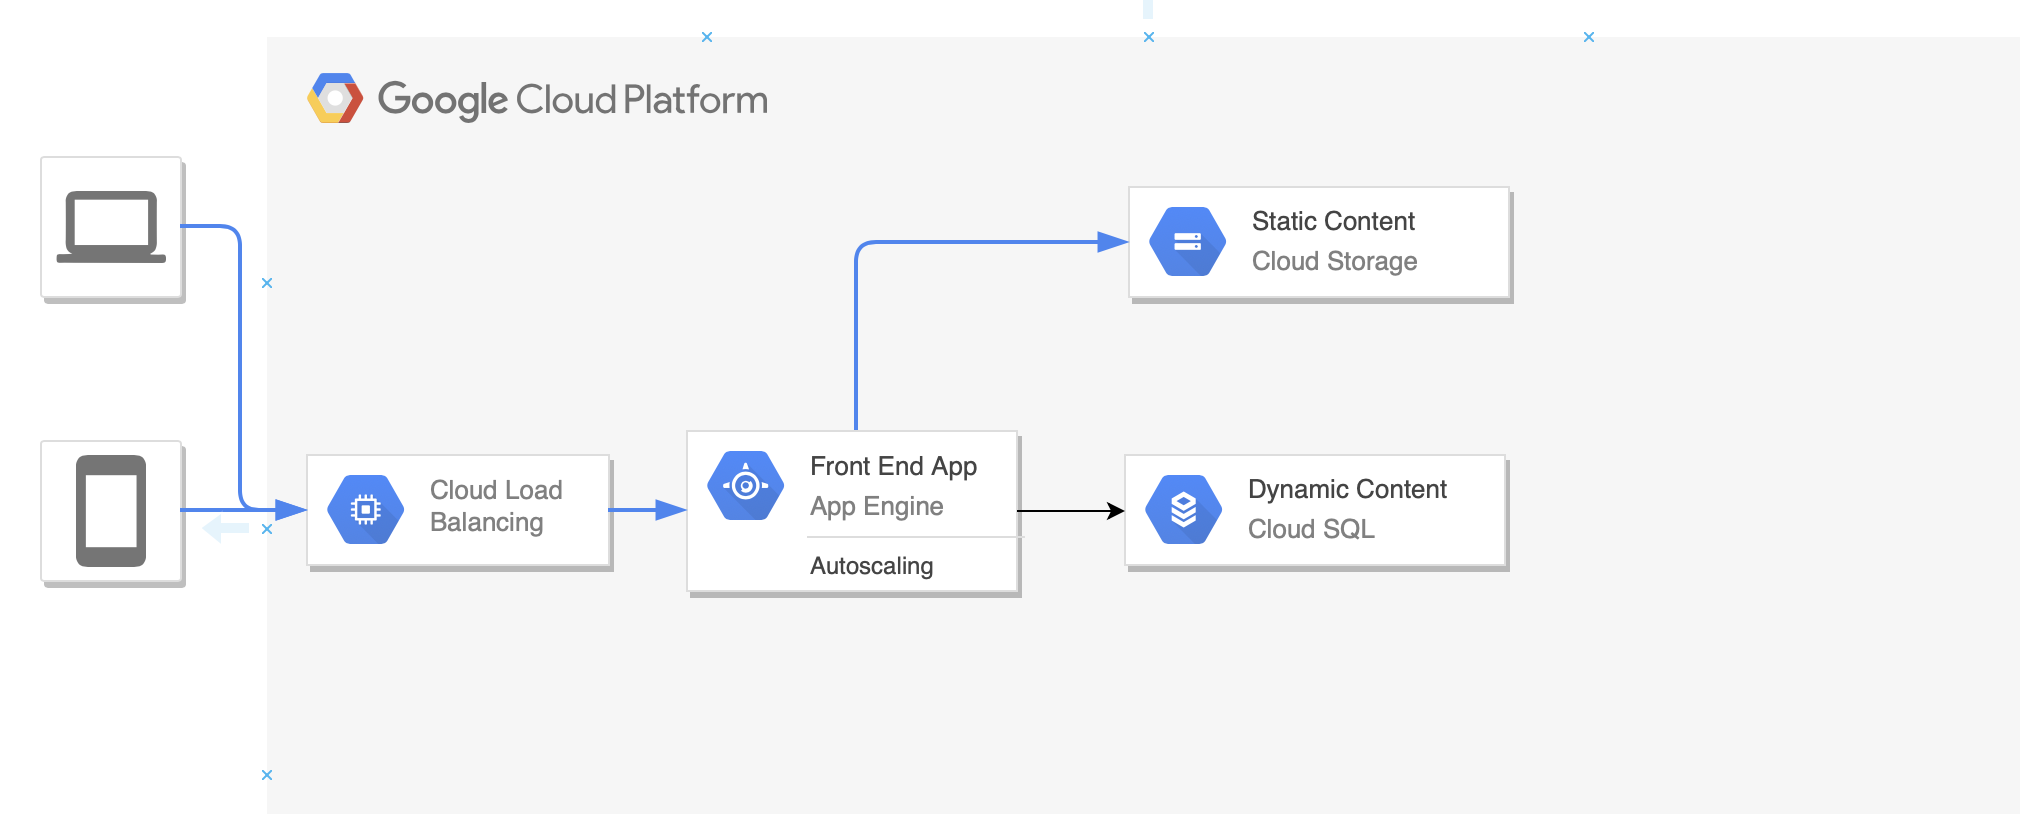 Google Cloud Platform
Static Content
Cloud Storage
Cloud Load
Balancing
Front End App
App Engine
Autoscaling
Dynamic Content
Cloud SQL